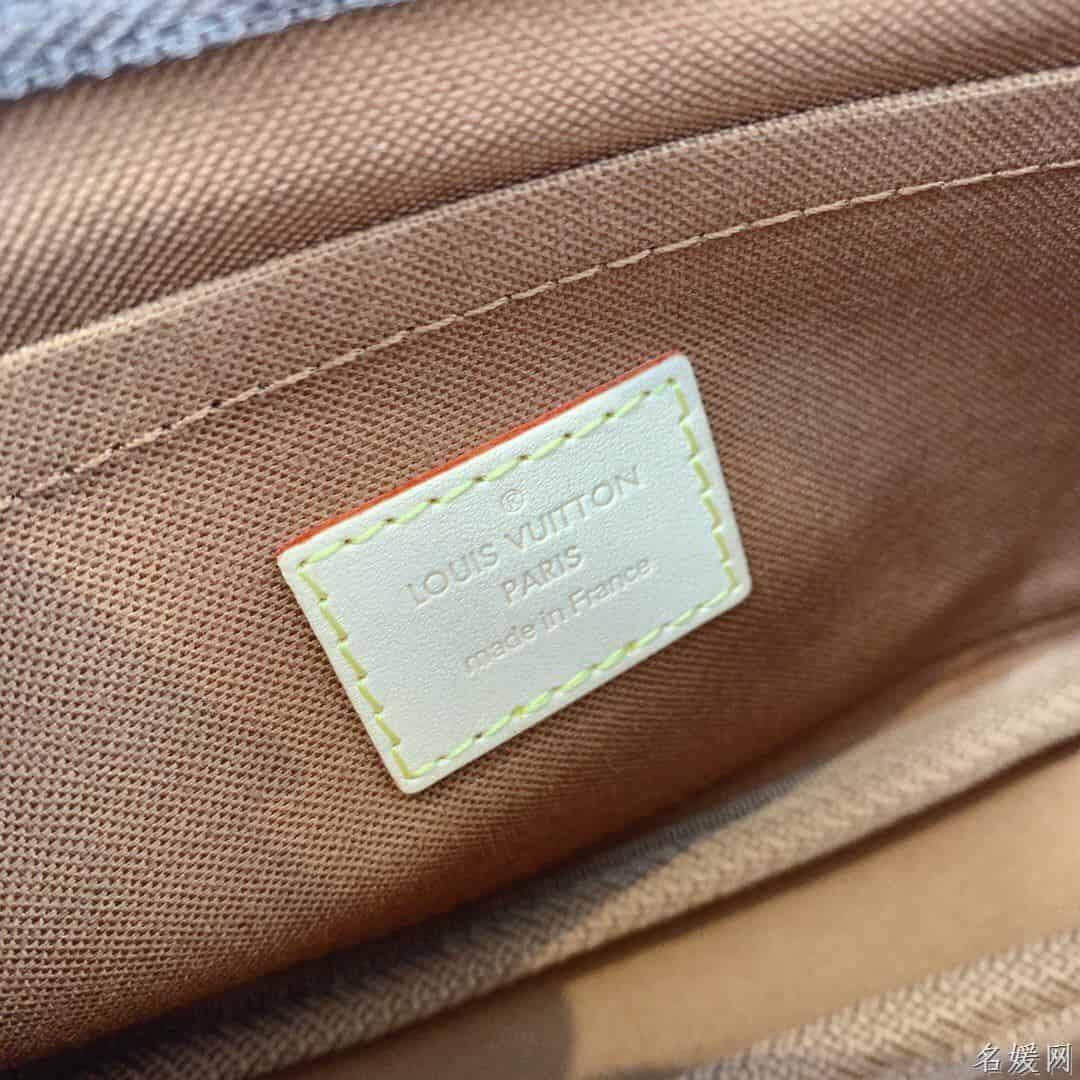 ®
LOUIS VUITTON
PARIS
made in France
名媛网